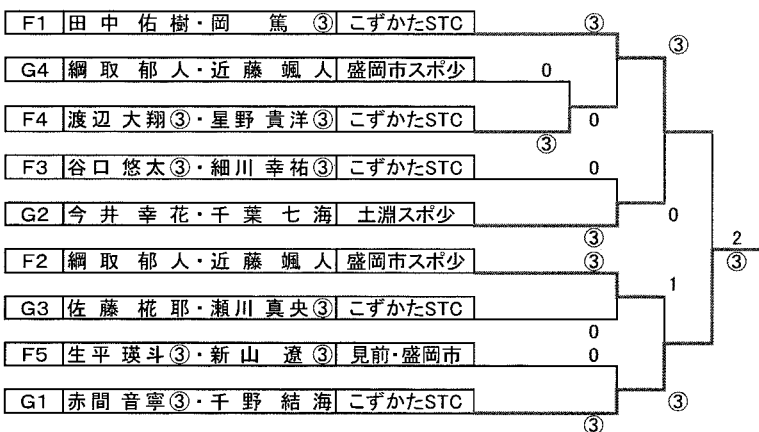 F1 田中 佑樹・岡 篤③ こずかたSTC ③
③
G4 綱取 郁人・近藤 颯人 盛岡市スポ少 0
F4 渡辺 大翔③・星野 貴洋③ こずかたSTC 0
③
F3 谷口 悠太③・細川 幸祐③ こずかたSTC 0
G2 今井 幸花・千葉 七海 土淵スポ少 0
③
2
F2 綱取 郁人・近藤 颯人 盛岡市スポ少 ③
③
1
G3 佐藤 椛耶・瀬川 真央③ こずかたSTC
0
F5 生平 瑛斗③・新山 遼③ 見前・盛岡市 0
G1 赤間 音寧③・千野 結海 こずかたSTC ③
③